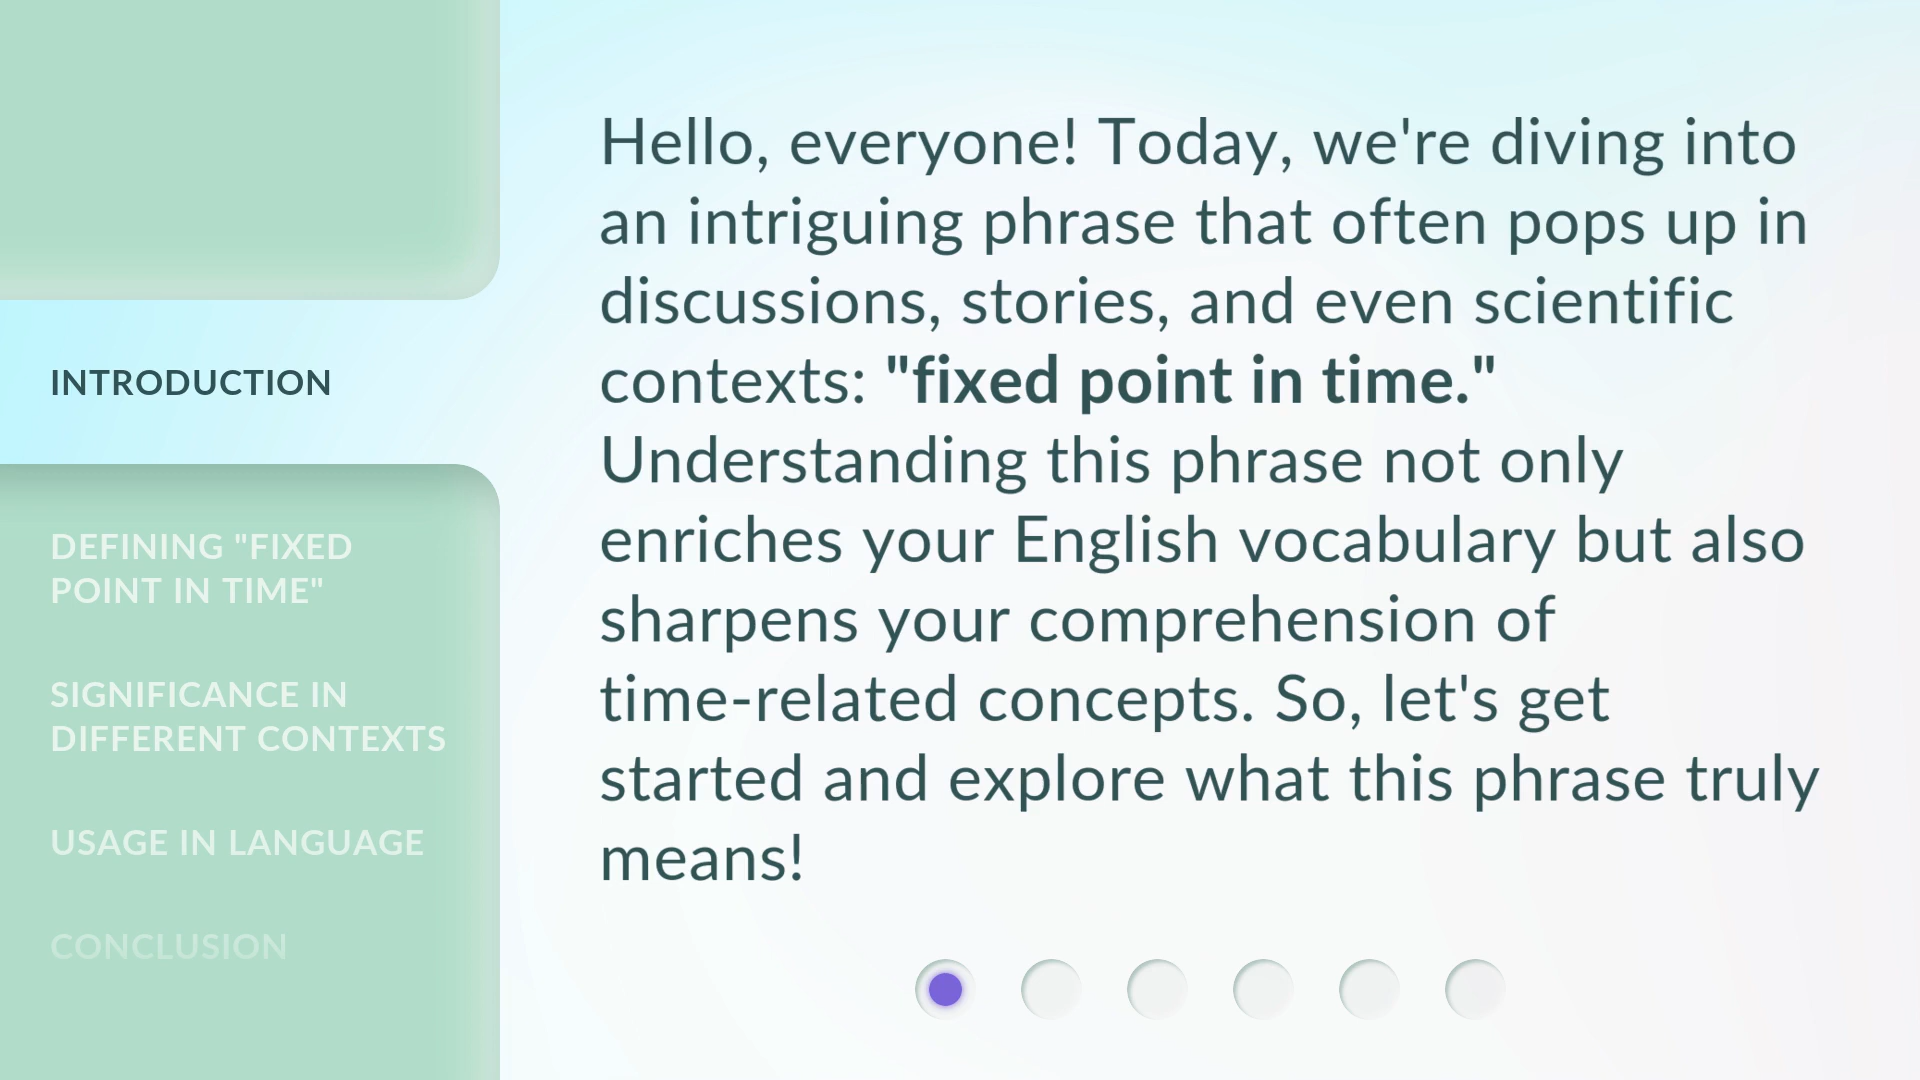 INTRODUCTION
DEFINING "FIXED
POINT IN TIME"
SIGNIFICANCE IN
DIFFERENT CONTEXTS
USAGE IN LANGUAGE
CONCLUSION
Hello, everyone! Today, we're diving into
an intriguing phrase that often pops up in
discussions, stories, and even scientific
contexts: "fixed point in time."
Understanding this phrase not only
enriches your English vocabulary but also
sharpens your comprehension of
time-related concepts. So, let's get
started and explore what this phrase truly
means!